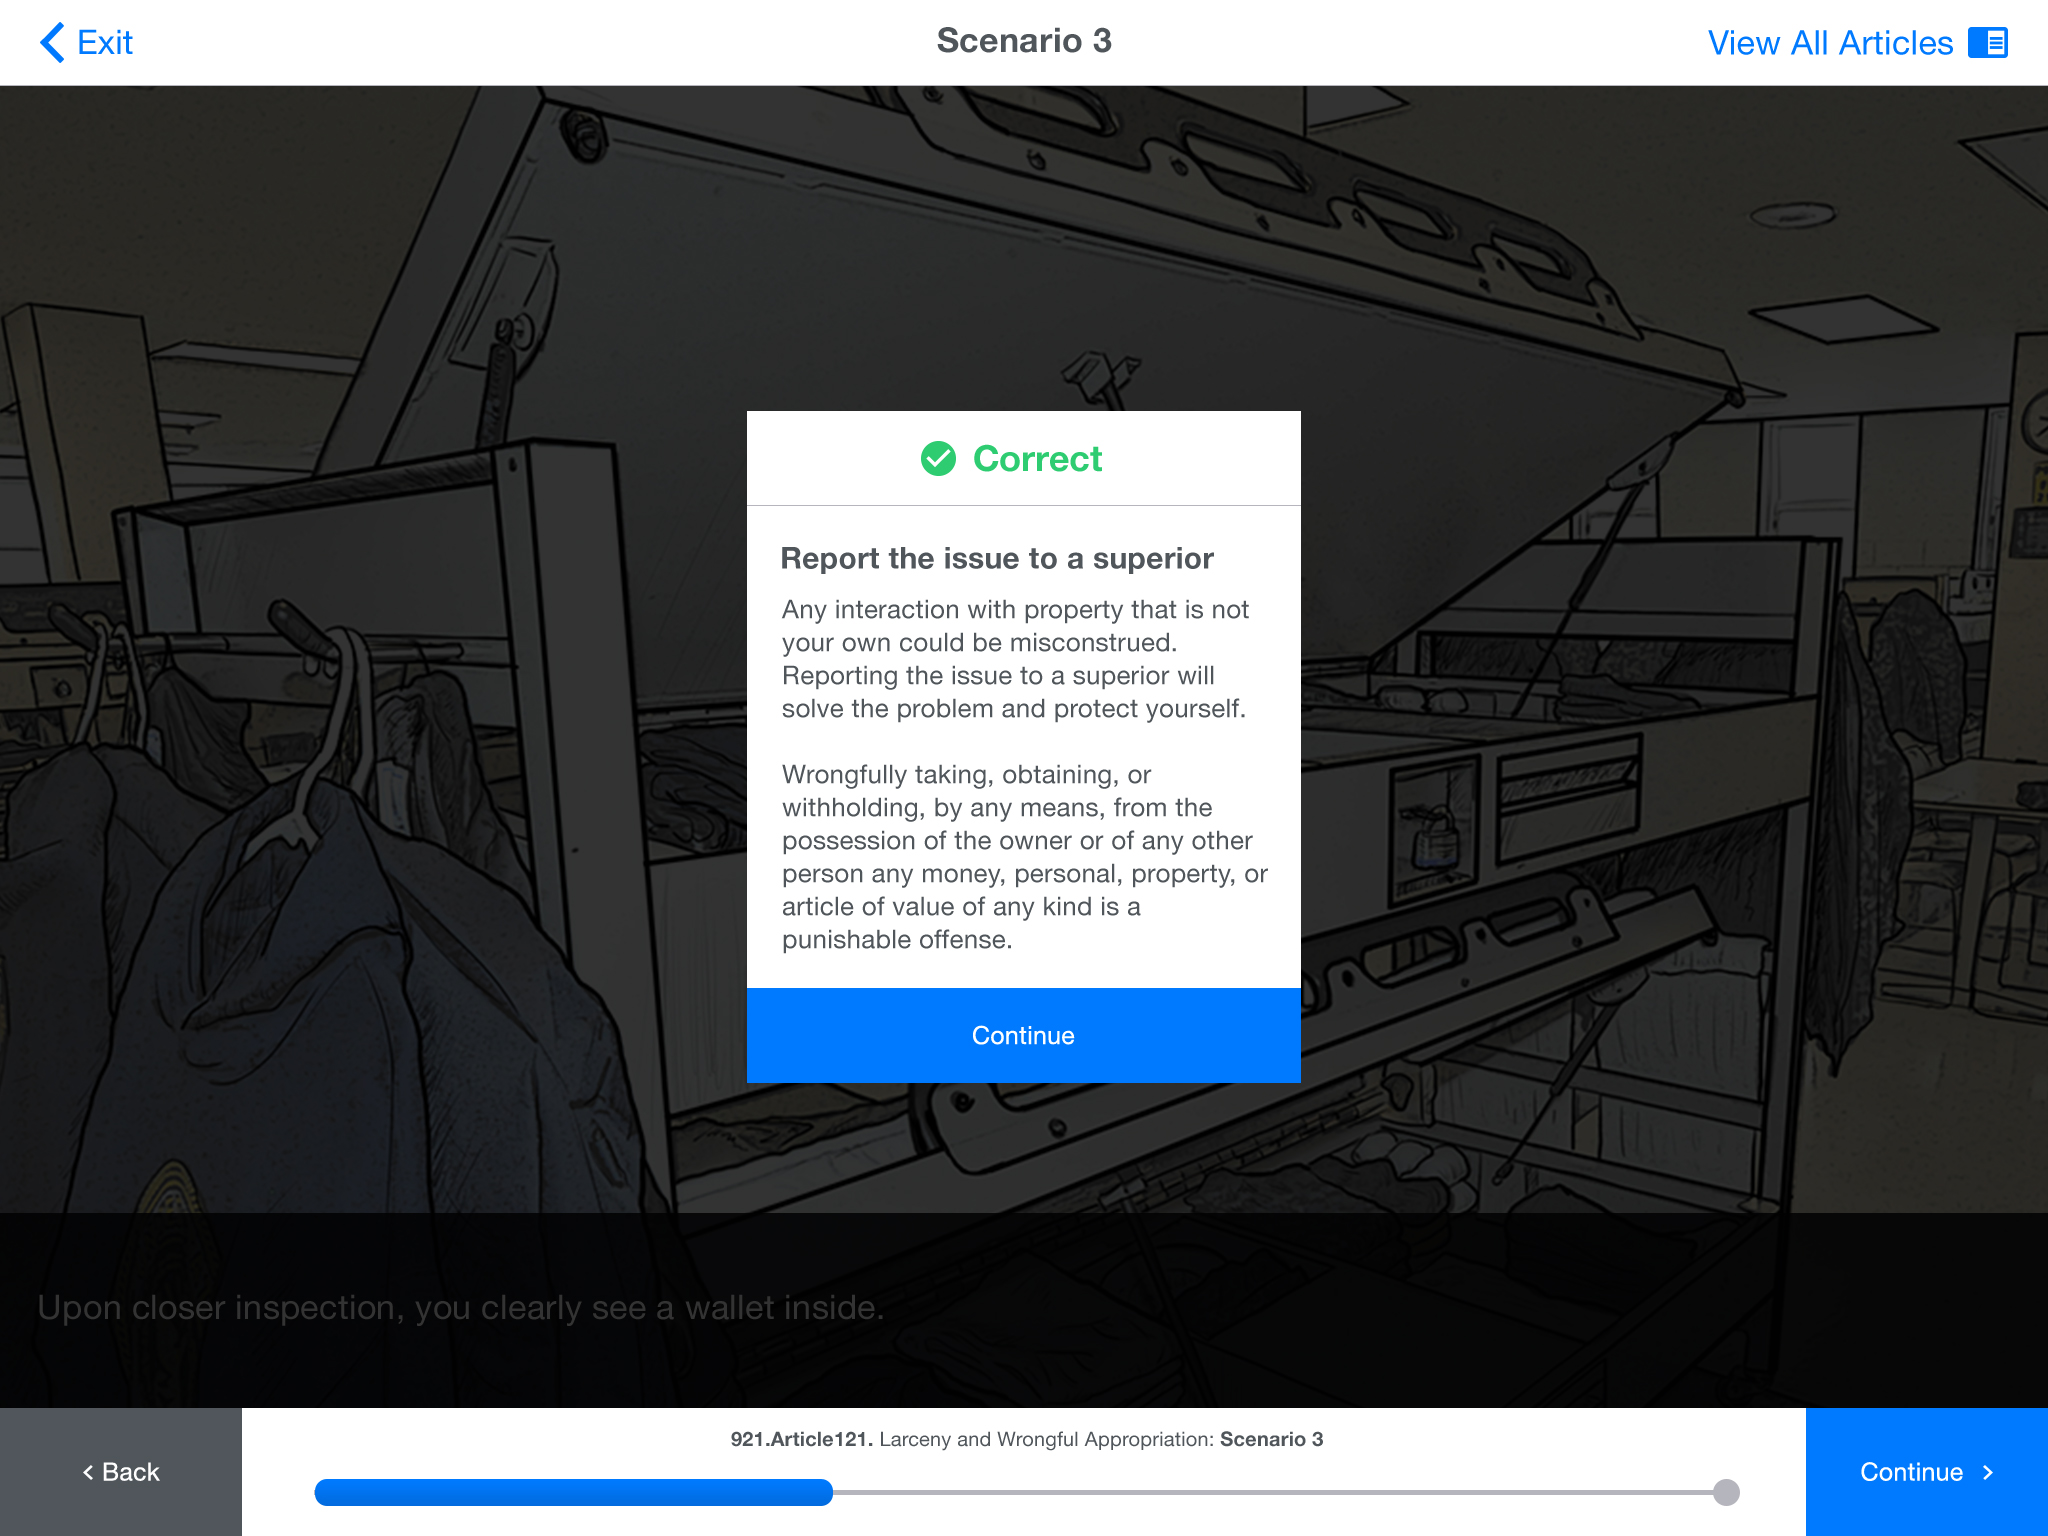 Exit
Scenario 3
View All Articles
Correct
Report the issue to a superior
Any interaction with property that is not
your own could be misconstrued.
Reporting the issue to a superior will
solve the problem and protect yourself.
Wrongfully taking, obtaining, or
withholding, by any means, from the
possession of the owner or of any other
person any money, personal, property, or
article of value of any kind is a
punishable offense.
Continue
Upon closer inspection, you clearly see a wallet inside.
< Back
921.Article121. Larceny and Wrongful Appropriation: Scenario 3
Continue >